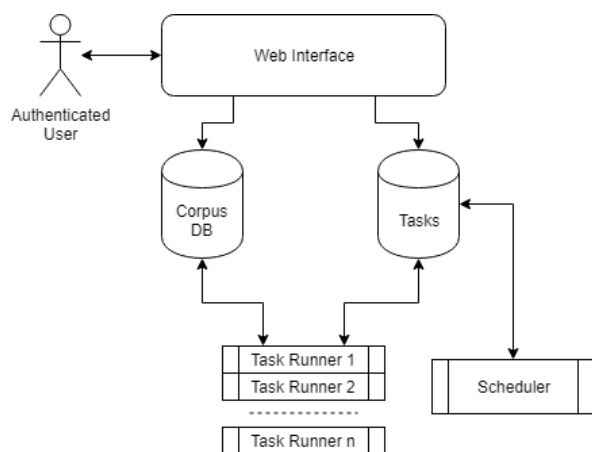 Web Interface
Authenticated
User
Corpus
DB
Tasks
Task Runner 1
Task Runner 2
Task Runner n
Scheduler